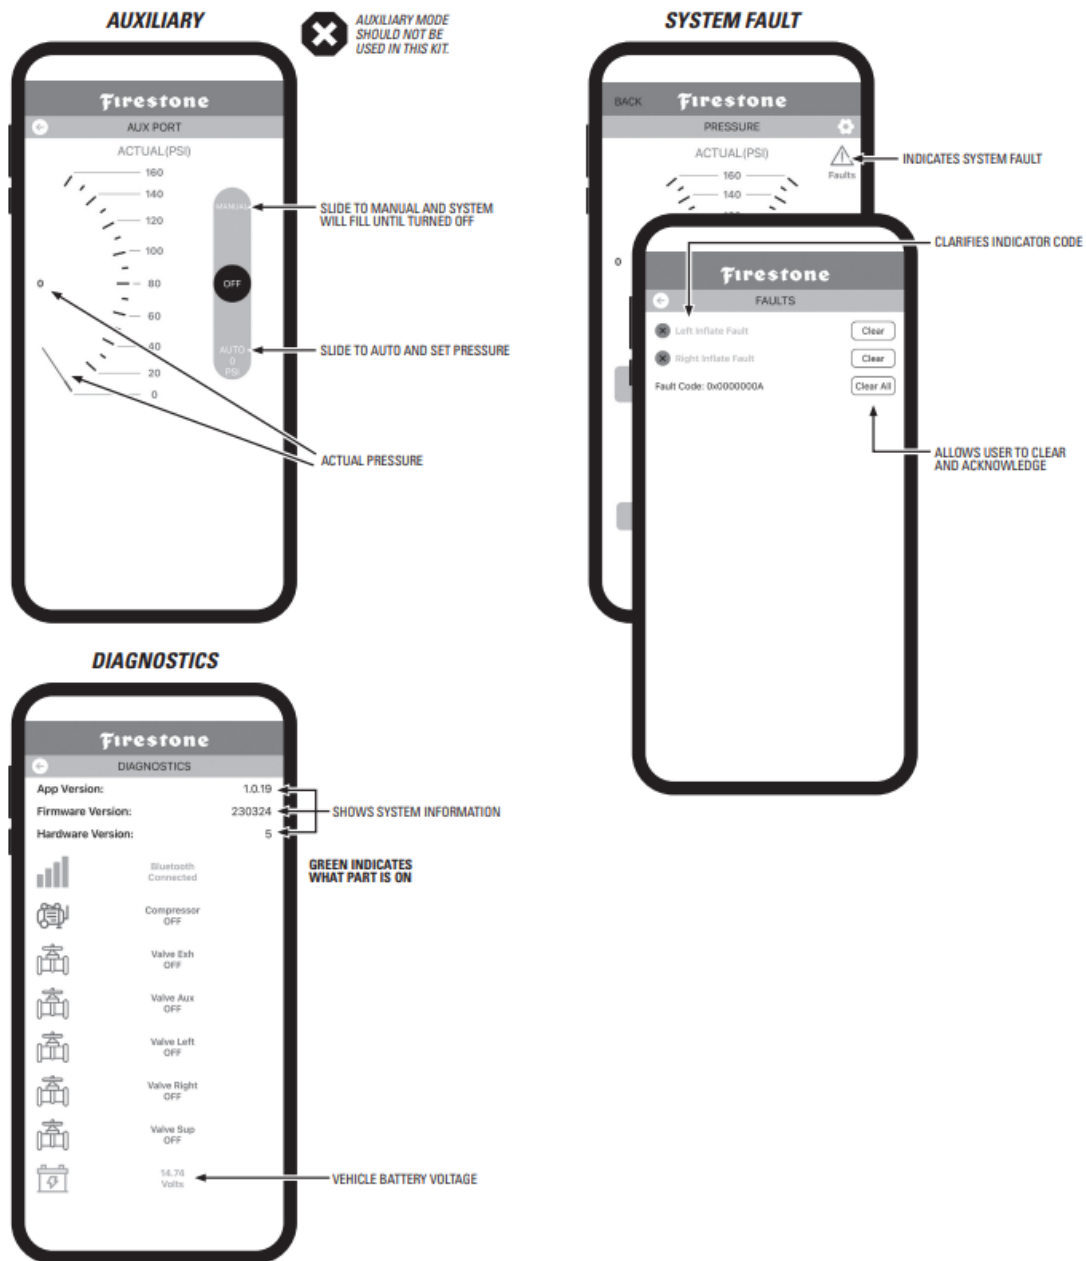 AUXILIARY
AUXILIARY MODE
SHOULD NOT BE
USED IN THIS KIT.
Firestone
AUX PORT
ACTUAL(PSI)
160
140
120
100
80
60
40
20
0
0
MANUAL
OFF
AUTO
0
PSI
SLIDE TO MANUAL AND SYSTEM
WILL FILL UNTIL TURNED OFF
SLIDE TO AUTO AND SET PRESSURE
ACTUAL PRESSURE
SYSTEM FAULT
BACK
Firestone
PRESSURE
ACTUAL(PSI)
160
140
0
Faults
INDICATES SYSTEM FAULT
CLARIFIES INDICATOR CODE
Firestone
FAULTS
Left Inflate Fault
Clear
Right Inflate Fault
Clear
Fault Code: 0x0000000A
Clear All
ALLOWS USER TO CLEAR
AND ACKNOWLEDGE
DIAGNOSTICS
Firestone
DIAGNOSTICS
App Version: 1.0.19
Firmware Version: 230324
Hardware Version: 5
SHOWS SYSTEM INFORMATION
GREEN INDICATES
WHAT PART IS ON
Bluetooth
Connected
Compressor
OFF
Valve Exh
OFF
Valve Aux
OFF
Valve Left
OFF
Valve Right
OFF
Valve Sup
OFF
14.74
Volts
VEHICLE BATTERY VOLTAGE